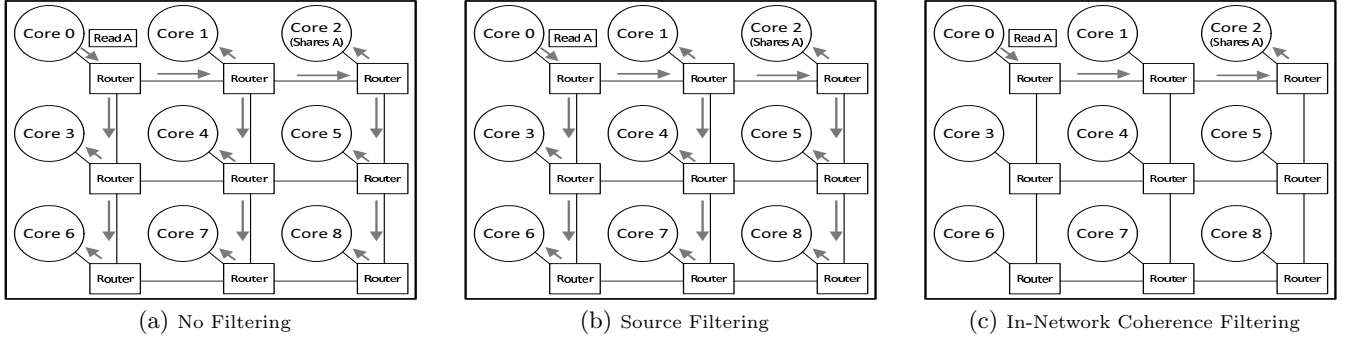 Core 0
Read A
Core 1
Core 2
(Shares A)
Router
Router
Router
Core 3
Core 4
Core 5
Router
Router
Router
Core 6
Core 7
Core 8
Router
Router
Router
(a) No Filtering
Core 0
Read A
Core 1
Core 2
(Shares A)
Router
Router
Router
Core 3
Core 4
Core 5
Router
Router
Router
Core 6
Core 7
Core 8
Router
Router
Router
(b) Source Filtering
Core 0
Read A
Core 1
Core 2
(Shares A)
Router
Router
Router
Core 3
Core 4
Core 5
Router
Router
Router
Core 6
Core 7
Core 8
Router
Router
Router
(c) In-Network Coherence Filtering